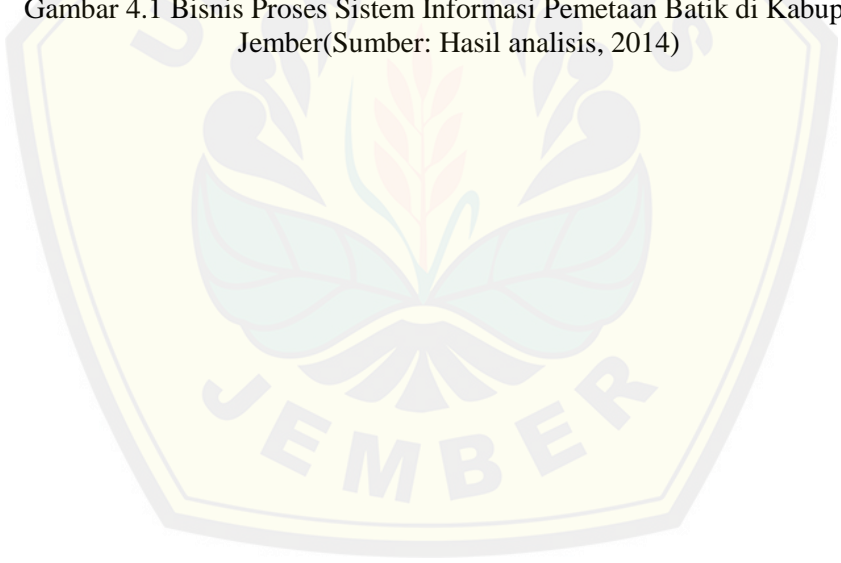 Gambar 4.1 Bisnis Proses Sistem Informasi Pemetaan Batik di Kabup
Jember(Sumber: Hasil analisis, 2014)
JEMBER